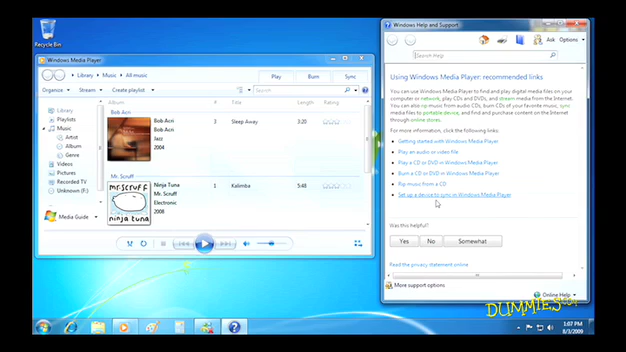 Recycle Bin
Windows Media Player
Library
Music
All music
Play
Burn
Sync
Organize
Stream
Create playlist
Search
Album
#
Title
Length
Rating
Library
Playlists
Music
Artist
Album
Genre
Videos
Pictures
Recorded TV
Unknown (F:)
Media Guide
Bob Acri
Bob Acri
Jazz
2004
3
Sleep Away
3:20
Mr. Scruff
MR. SCRUFF
ninja tuna
Ninja Tuna
Mr. Scruff
Electronic
2008
1
Kalimba
5:48
Windows Help and Support
Ask
Options
Search Help
Using Windows Media Player: recommended links
You can use Windows Media Player to find and play digital media files on your
computer or network, play CDs and DVDs, and stream media from the Internet.
You can also rip music from audio CDs, burn CDs of your favorite music, sync
media files to portable device, and find and purchase content on the Internet
through online stores.
For more information, click the following links:
Getting started with Windows Media Player
Play an audio or video file
Play a CD or DVD in Windows Media Player
Burn a CD or DVD in Windows Media Player
Rip music from a CD
Set up a device to sync in Windows Media Player
Was this helpful?
Yes
No
Somewhat
Read the privacy statement online
More support options
Online Help
DUMMIES.COM
1:07 PM
8/3/2009